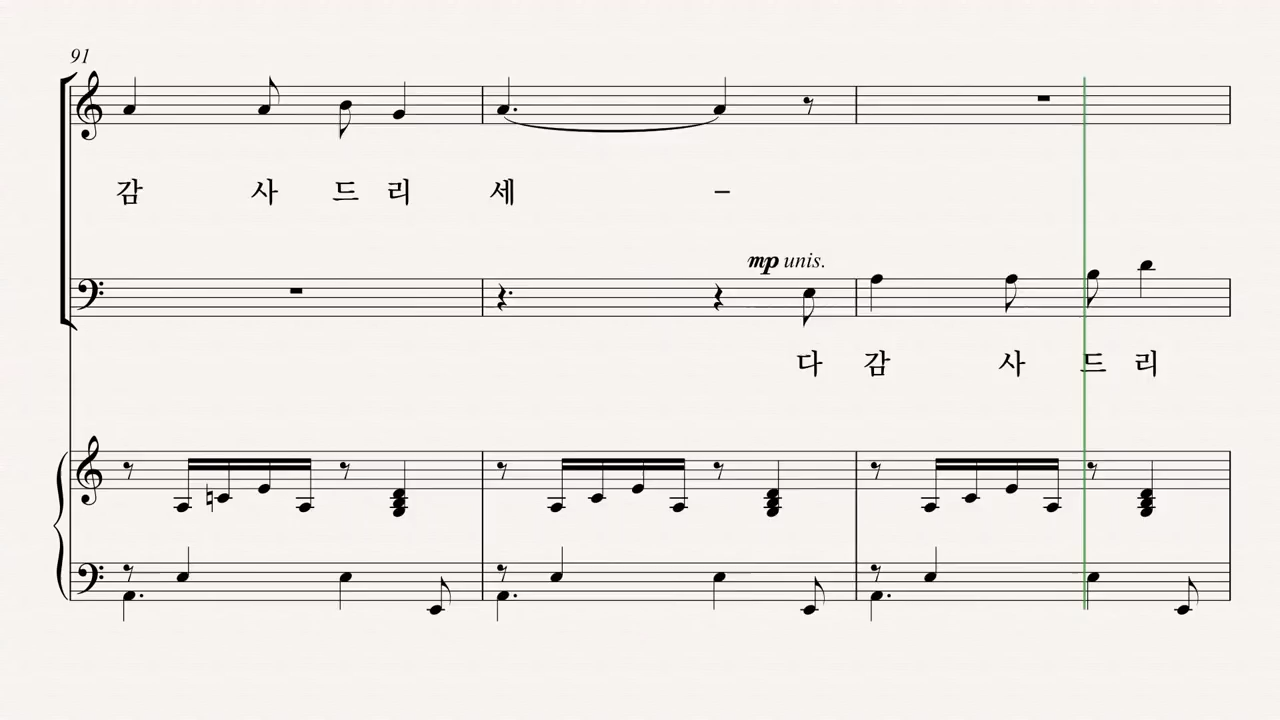 91
감 사 드 리 세 –
mp unis.
다 감 사 드 리